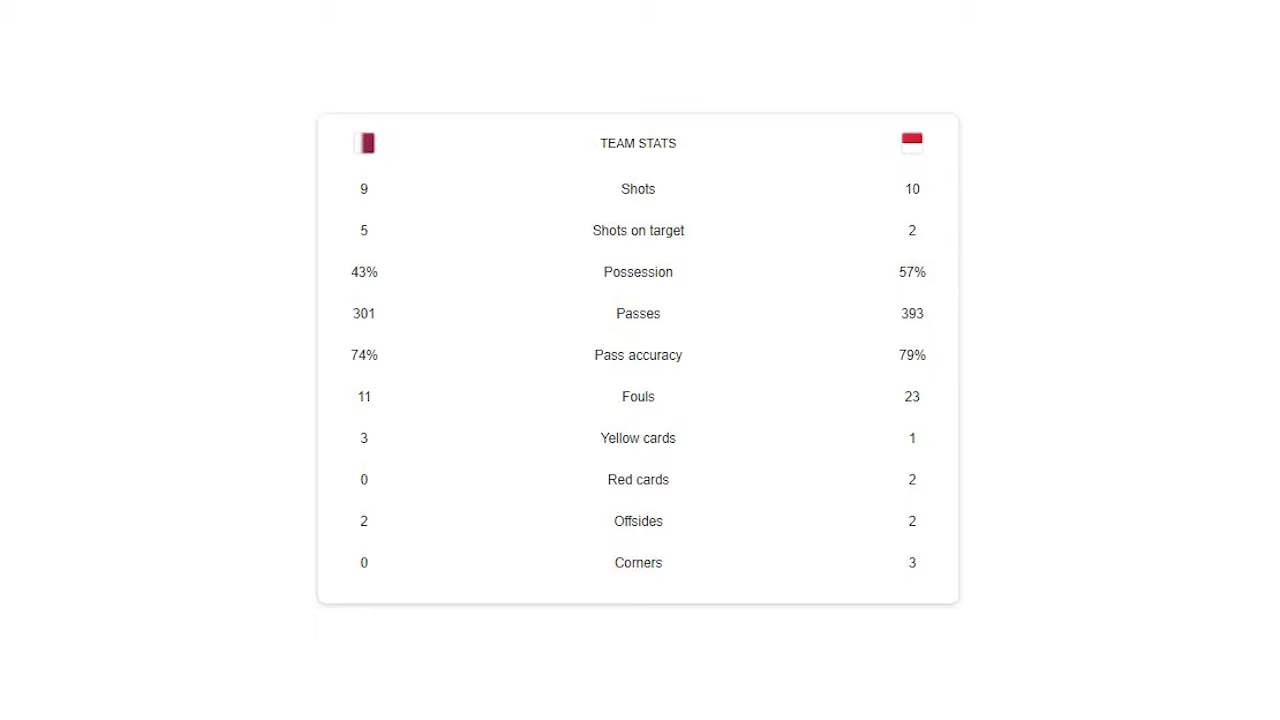 TEAM STATS
9 Shots 10
5 Shots on target 2
43% Possession 57%
301 Passes 393
74% Pass accuracy 79%
11 Fouls 23
3 Yellow cards 1
0 Red cards 2
2 Offsides 2
0 Corners 3